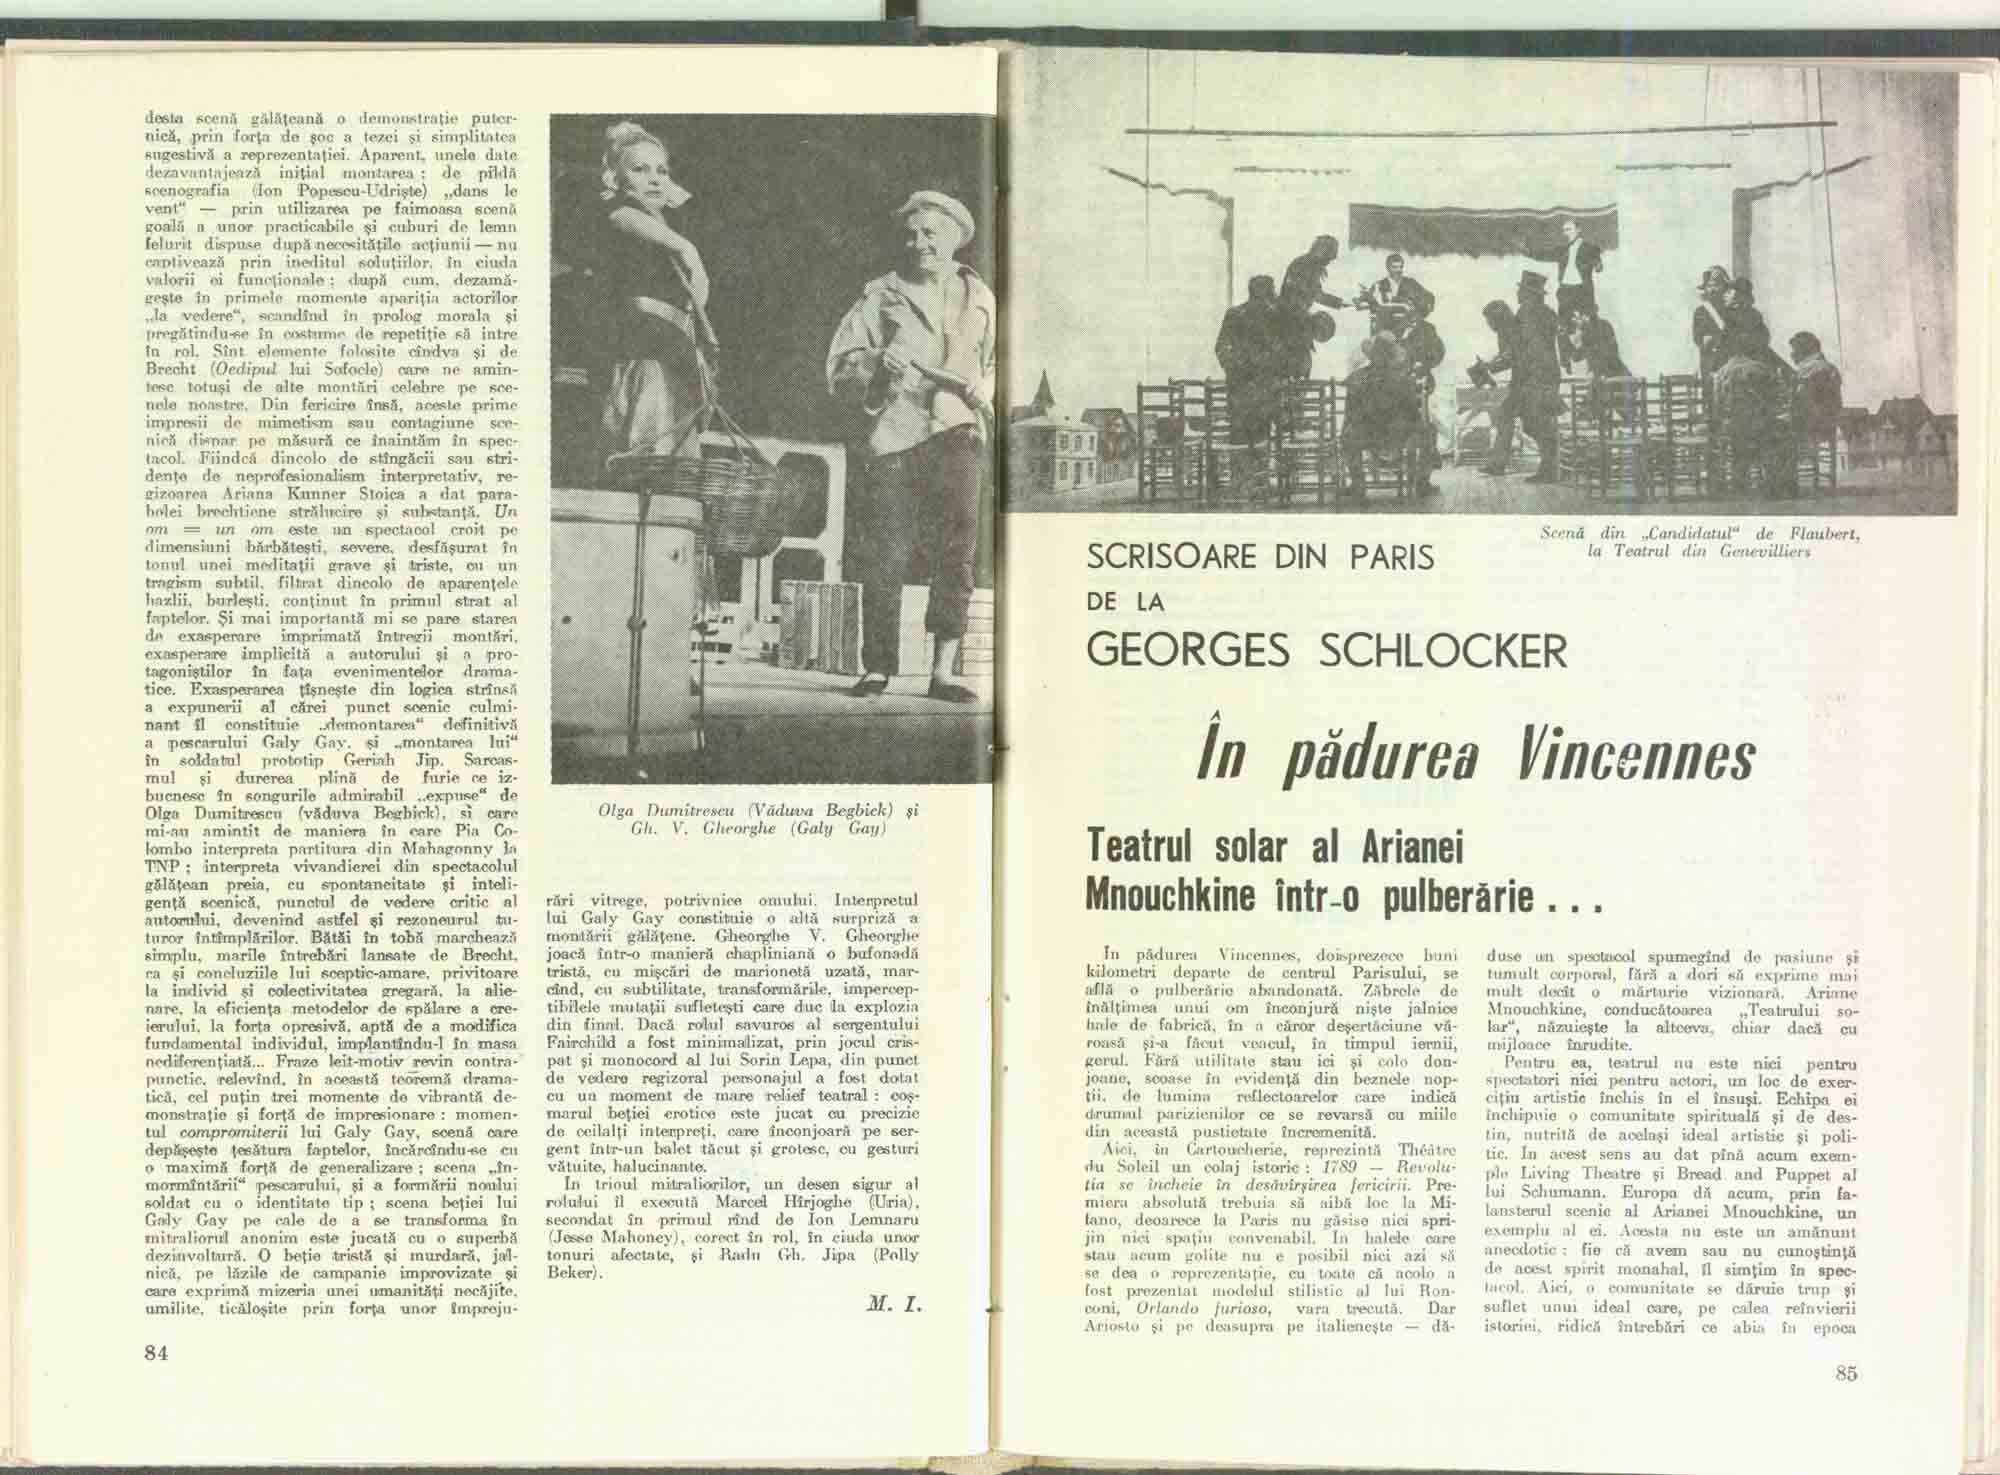 desta scenă gălățeană o demonstrație puter-
nică, prin forța de șoc a tezei și simplitatea
sugestivă a reprezentației. Aparent, unele date
dezavantajează inițial montarea : de pildă
scenografia (Ion Popescu-Udriște) „dans le
vent“ — prin utilizarea pe faimoasa scenă
goală a unor practicabile și cuburi de lemn
felurit dispuse după necesitățile acțiunii — nu
captivează prin ineditul soluțiilor, în ciuda
valorii ei funcționale ; după cum, dezamă-
gește în primele momente apariția actorilor
„la vedere“, scandînd în prolog morala și
pregătindu-se în costume de repetiție să intre
în rol. Sînt elemente folosite cîndva și de
Brecht (Oedipul lui Sofocle) care ne amin-
tesc totuși de alte montări celebre pe sce-
nele noastre. Din fericire însă, aceste prime
impresii de mimetism sau contagiune sce-
nică dispar pe măsură ce înaintăm în spec-
tacol. Fiindcă dincolo de stîngăcii sau stri-
dențe de neprofesionalism interpretativ, re-
gizoarea Ariana Kunner Stoica a dat para-
bolei brechtiene strălucire și substanță. Un
om = un om este un spectacol croit pe
dimensiuni bărbătești, severe, desfășurat în
tonul unei meditații grave și triste, cu un
tragism subtil, filtrat dincolo de aparențele
hazlii, burlești, conținut în primul strat al
faptelor. Și mai importantă mi se pare starea
de exasperare imprimată întregii montări,
exasperare implicită a autorului și a pro-
tagoniștilor în fața evenimentelor drama-
tice. Exasperarea țîșnește din logica strînsă
a expunerii al cărei punct scenic culmi-
nant îl constituie „demontarea“ definitivă
a pescarului Galy Gay, și „montarea lui“
în soldatul prototip Geriah Jip. Sarcas-
mul și durerea plină de furie ce iz-
bucnesc în songurile admirabil „expuse“ de
Olga Dumitrescu (văduva Begbick), și care
mi-au amintit de maniera în care Pia Co-
lombo interpreta partitura din Mahagonny la
TNP ; interpreta vivandierei din spectacolul
gălățean preia, cu spontaneitate și inteli-
gență scenică, punctul de vedere critic al
autorului, devenind astfel și rezoneurul tu-
turor întîmplărilor. Bătăi în tobă marchează
simplu, marile întrebări lansate de Brecht,
ca și concluziile lui sceptic-amare, privitoare
la individ și colectivitatea gregară, la alie-
nare, la eficiența metodelor de spălare a cre-
ierului, la forța opresivă, aptă de a modifica
fundamental individul, implantîndu-l în masa
nediferențiată... Fraze leit-motiv revin contra-
punctic, relevînd, în această teoremă drama-
tică, cel puțin trei momente de vibrantă de-
monstrație și forță de impresionare : momen-
tul compromiterii lui Galy Gay, scenă care
depășește țesătura faptelor, încărcîndu-se cu
o maximă forță de generalizare ; scena „în-
mormîntării“ pescarului, și a formării noului
soldat cu o identitate tip ; scena beției lui
Galy Gay pe cale de a se transforma în
mitraliorul anonim este jucată cu o superbă
dezinvoltură. O beție tristă și murdară, jal-
nică, pe lăzile de campanie improvizate și
care exprimă mizeria unei umanități necăjite,
umilite, ticăloșite prin forța unor împreju-
84
Olga Dumitrescu (Văduva Begbick) și
Gh. V. Gheorghe (Galy Gay)
rări vitrege, potrivnice omului. Interpretul
lui Galy Gay constituie o altă surpriză a
montării gălățene. Gheorghe V. Gheorghe
joacă într-o manieră chapliniană o bufonadă
tristă, cu mișcări de marionetă uzată, mar-
cînd, cu subtilitate, transformările, impercep-
tibilele mutații sufletești care duc la explozia
din final. Dacă rolul savuros al sergentului
Fairchild a fost minimalizat, prin jocul cris-
pat și monocord al lui Sorin Lepa, din punct
de vedere regizoral personajul a fost dotat
cu un moment de mare relief teatral : coș-
marul beției erotice este jucat cu precizie
de ceilalți interpreți, care înconjoară pe ser-
gent într-un balet tăcut și grotesc, cu gesturi
vătuite, halucinante.
In trioul mitraliorilor, un desen sigur al
rolului îl execută Marcel Hîrjoghe (Uria),
secondat în primul rînd de Ion Lemnaru
(Jesse Mahoney), corect în rol, în ciuda unor
tonuri afectate, și Radu Gh. Jipa (Polly
Beker).
M. I.
Scenă din „Candidatul“ de Flaubert,
la Teatrul din Genevilliers
SCRISOARE DIN PARIS
DE LA
GEORGES SCHLOCKER
În pădurea Vincennes
Teatrul solar al Arianei
Mnouchkine într-o pulberărie . . .
In pădurea Vincennes, doisprezece buni
kilometri departe de centrul Parisului, se
află o pulberărie abandonată. Zăbrele de
înălțimea unui om înconjură niște jalnice
hale de fabrică, în a căror deșertăciune vă-
roasă și-a făcut veacul, în timpul iernii,
gerul. Fără utilitate stau ici și colo don-
joane, scoase în evidență din beznele nop-
ții, de lumina reflectoarelor care indică
drumul parizienilor ce se revarsă cu miile
din această pustietate încremenită.
Aici, în Cartoucherie, reprezintă Théâtre
du Soleil un colaj istoric : 1789 — Revolu-
ția se încheie în desăvîrșirea fericirii. Pre-
miera absolută trebuia să aibă loc la Mi-
lano, deoarece la Paris nu găsise nici spri-
jin nici spațiu convenabil. In halele care
stau acum golite nu e posibil nici azi să
se dea o reprezentație, cu toate că acolo a
fost prezentat modelul stilistic al lui Ron-
coni, Orlando furioso, vara trecută. Dar
Ariosto și pe deasupra pe italienește — dă-
duse un spectacol spumegînd de pasiune și
tumult corporal, fără a dori să exprime mai
mult decît o mărturie vizionară. Ariane
Mnouchkine, conducătoarea „Teatrului so-
lar“, năzuiește la altceva, chiar dacă cu
mijloace înrudite.
Pentru ea, teatrul nu este nici pentru
spectatori nici pentru actori, un loc de exer-
cițiu artistic închis în el însuși. Echipa ei
închipuie o comunitate spirituală și de des-
tin, nutrită de același ideal artistic și poli-
tic. In acest sens au dat pînă acum exem-
ple Living Theatre și Bread and Puppet al
lui Schumann. Europa dă acum, prin fa-
lansterul scenic al Arianei Mnouchkine, un
exemplu al ei. Acesta nu este un amănunt
anecdotic : fie că avem sau nu cunoștință
de acest spirit monahal, îl simțim în spec-
tacol. Aici, o comunitate se dăruie trup și
suflet unui ideal care, pe calea reînvierii
istoriei, ridică întrebări ce abia în epoca
85